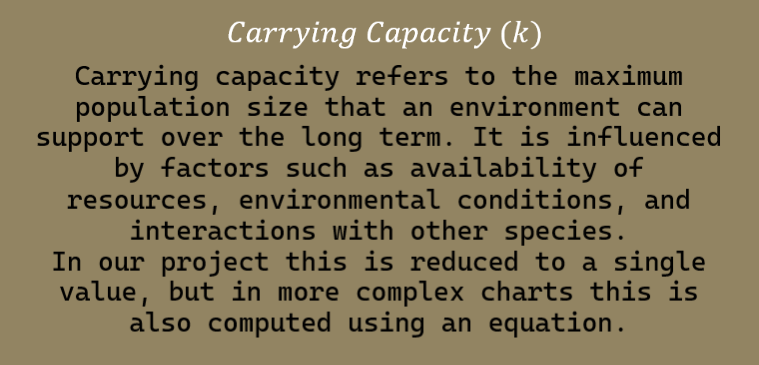 Carrying Capacity (k)
Carrying capacity refers to the maximum
population size that an environment can
support over the long term. It is influenced
by factors such as availability of
resources, environmental conditions, and
interactions with other species.
In our project this is reduced to a single
value, but in more complex charts this is
also computed using an equation.